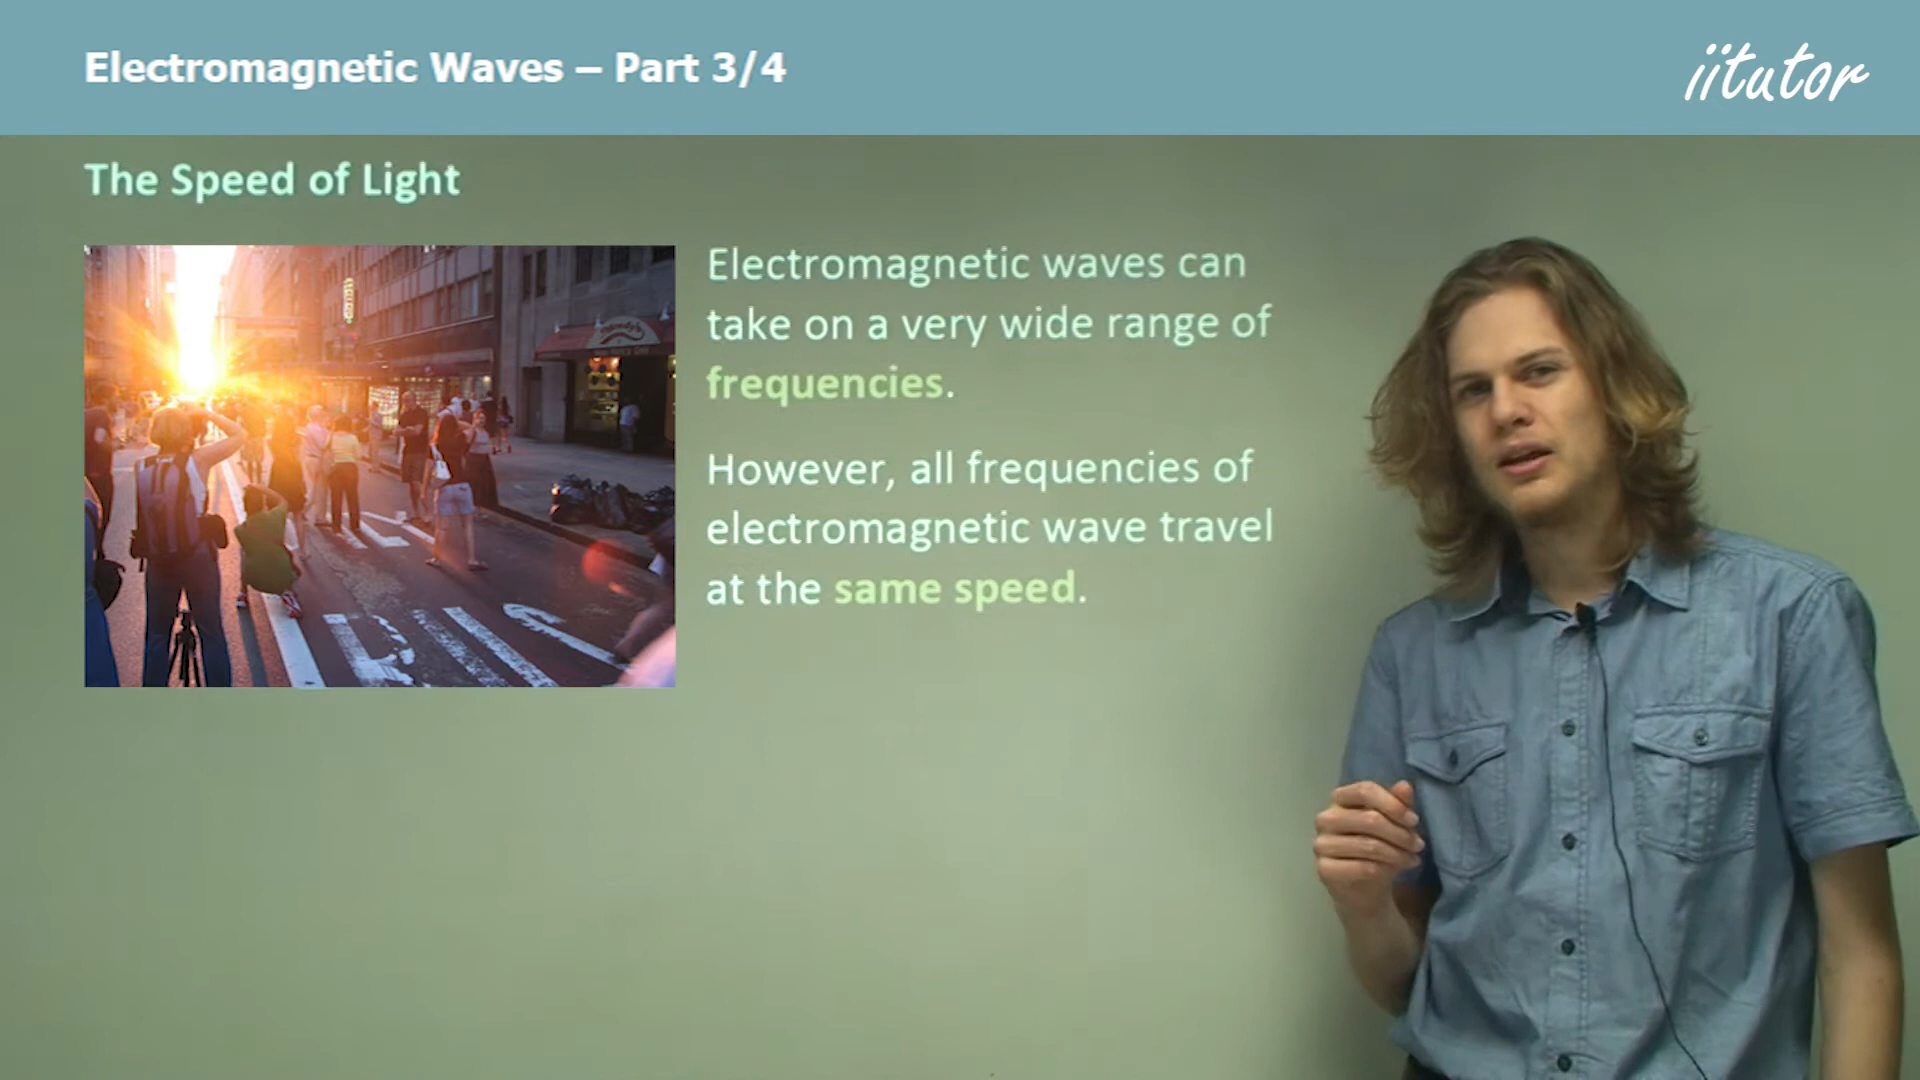 Electromagnetic Waves – Part 3/4
iitutor
The Speed of Light
Electromagnetic waves can
take on a very wide range of
frequencies.
However, all frequencies of
electromagnetic wave travel
at the same speed.
BUS